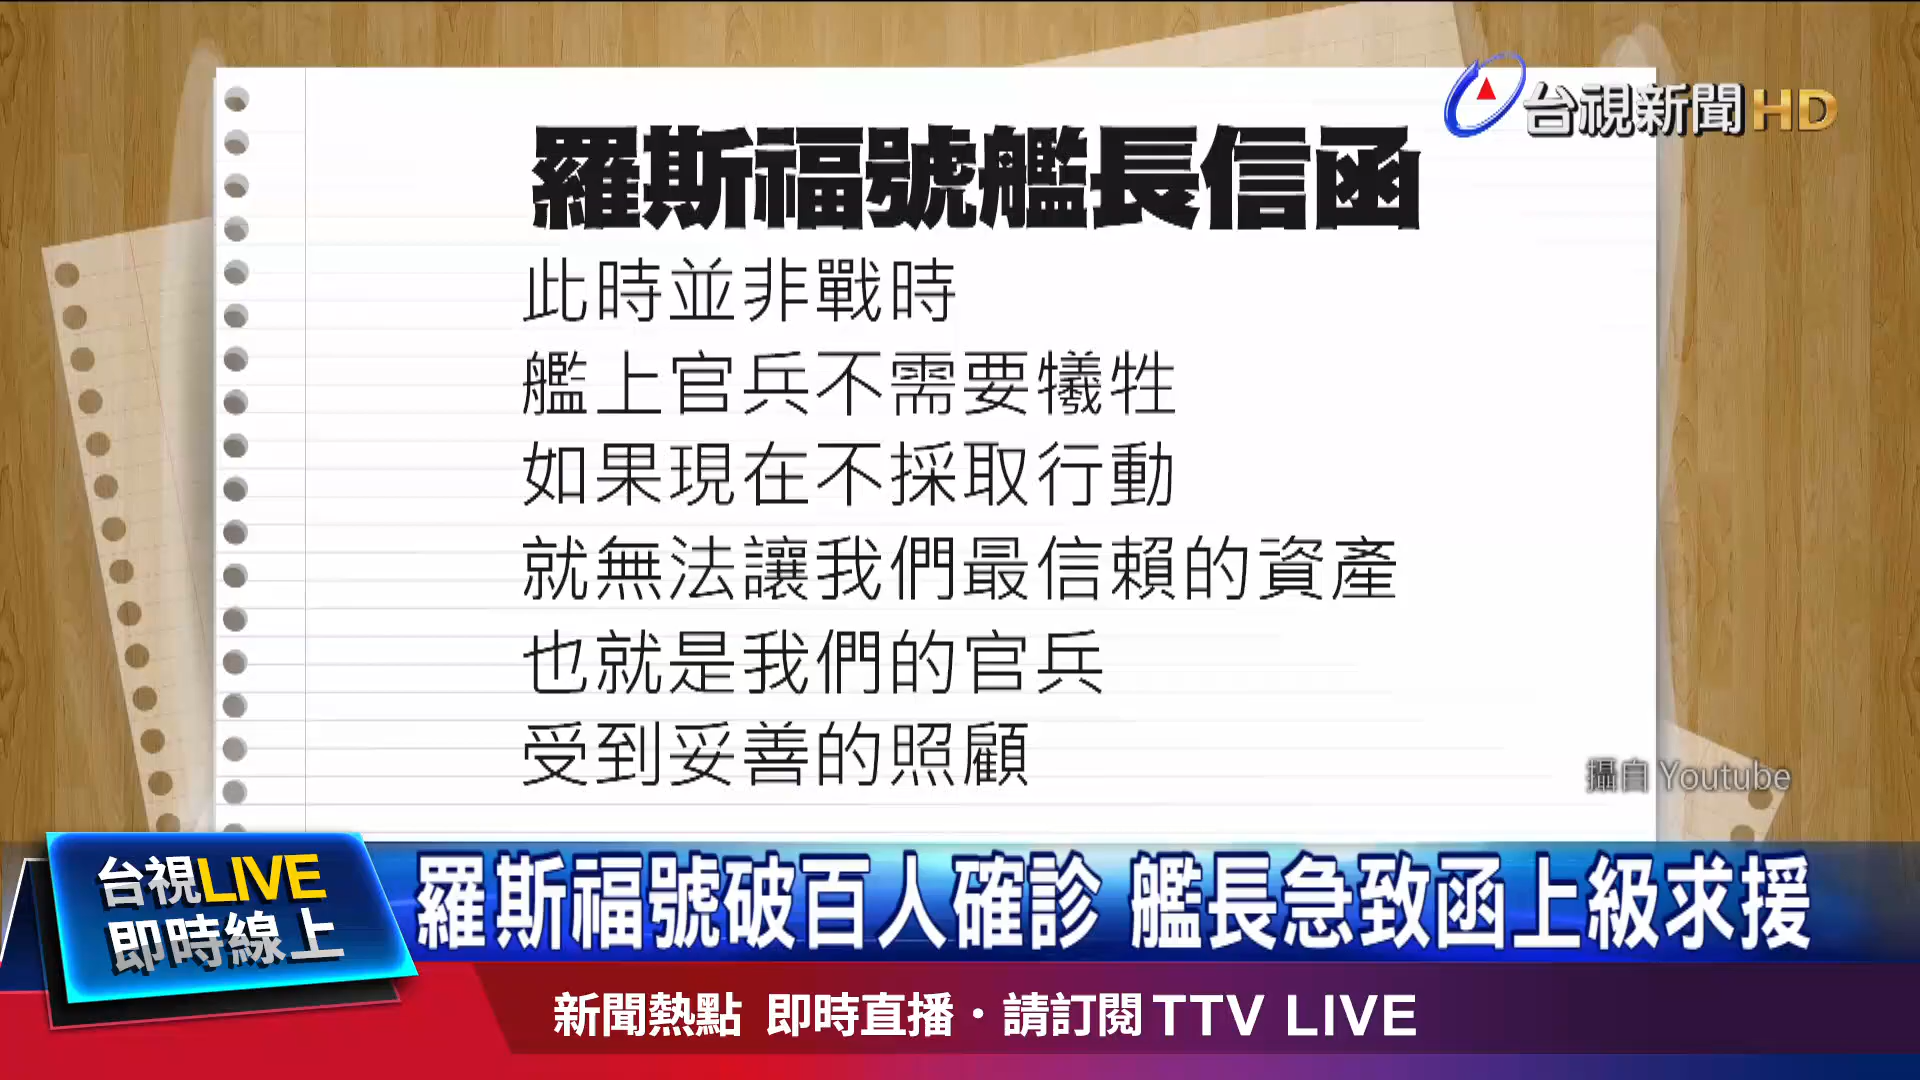 台視新聞HD
羅斯福號艦長信函
此時並非戰時
艦上官兵不需要犧牲
如果現在不採取行動
就無法讓我們最信賴的資產
也就是我們的官兵
受到妥善的照顧
攝自 Youtube
台視LIVE
即時線上
羅斯福號破百人確診 艦長急致函上級求援
新聞熱點 即時直播・請訂閱TTV LIVE